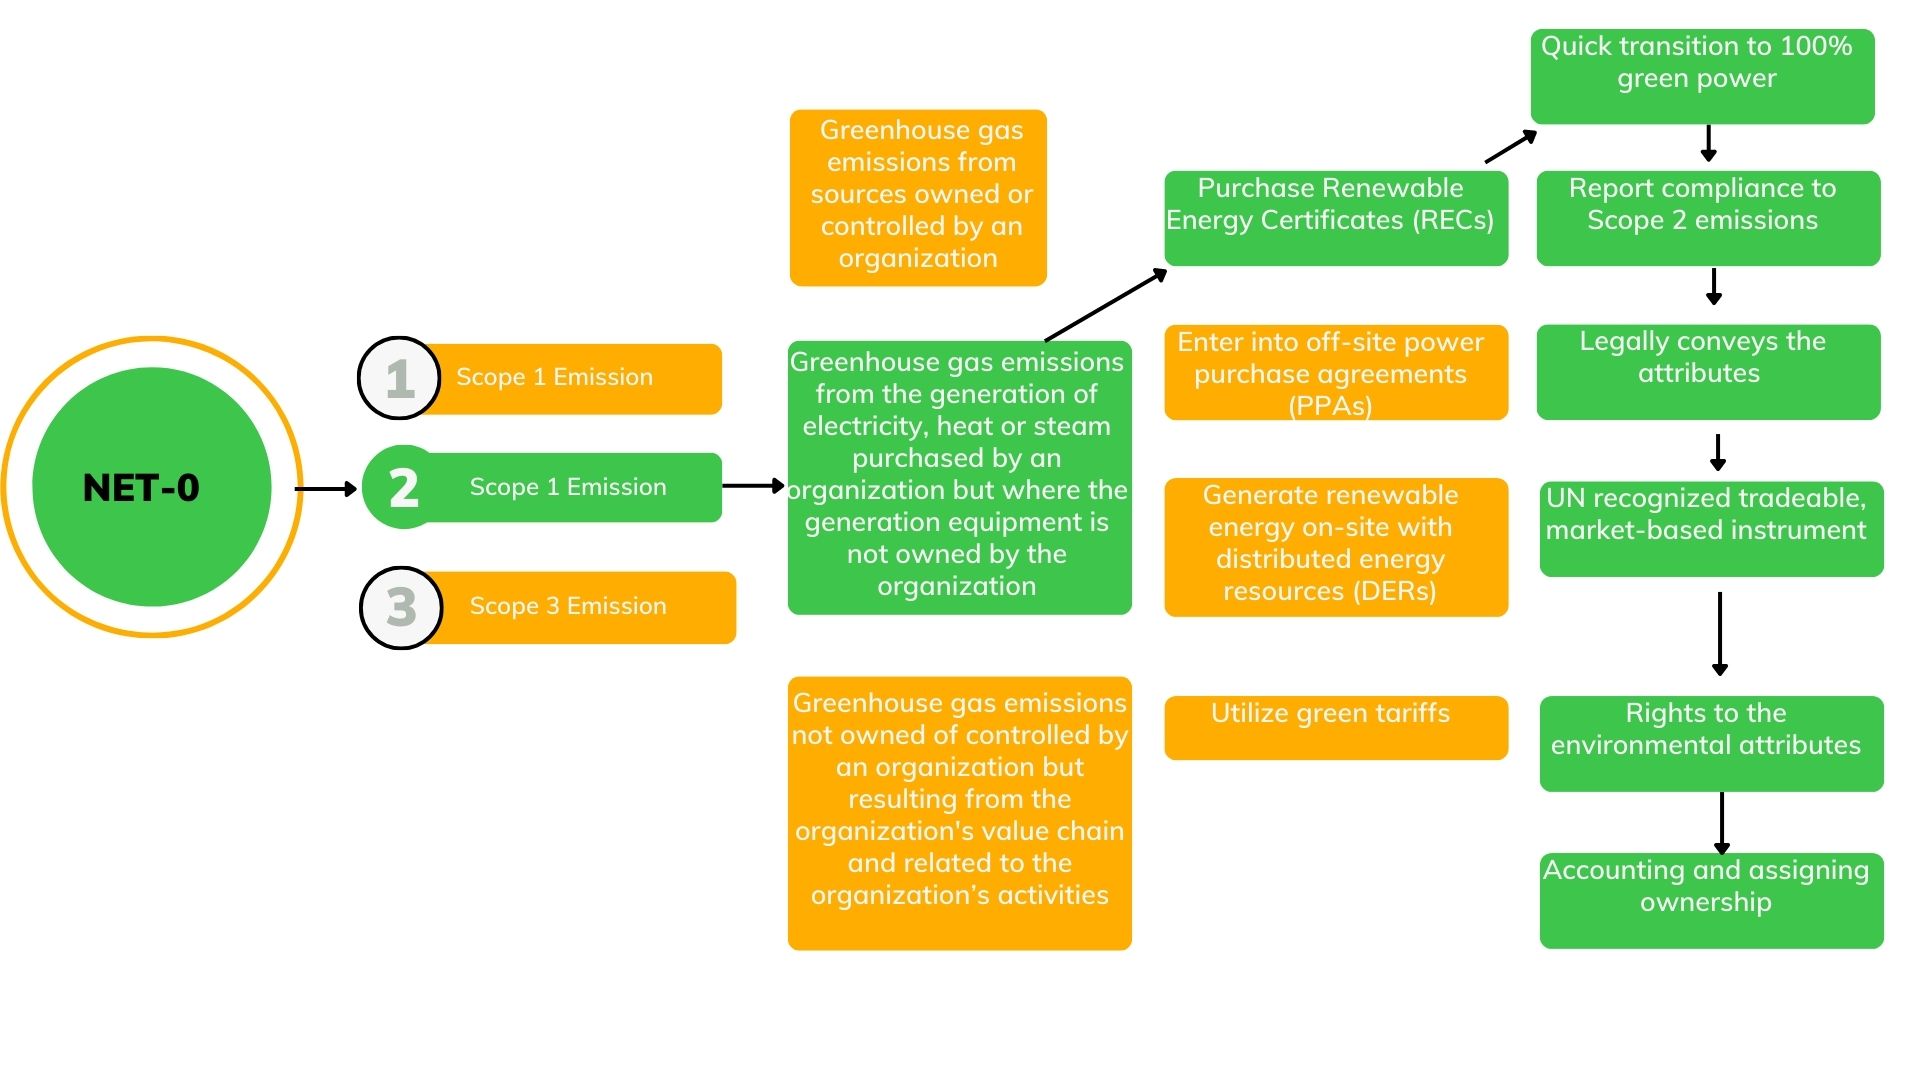 NET-0
1
Scope 1 Emission
2
Scope 1 Emission
3
Scope 3 Emission
Greenhouse gas
emissions from
sources owned or
controlled by an
organization
Greenhouse gas emissions
from the generation of
electricity, heat or steam
purchased by an
organization but where the
generation equipment is
not owned by the
organization
Greenhouse gas emissions
not owned of controlled by
an organization but
resulting from the
organization's value chain
and related to the
organization’s activities
Purchase Renewable
Energy Certificates (RECs)
Enter into off-site power
purchase agreements
(PPAs)
Generate renewable
energy on-site with
distributed energy
resources (DERs)
Utilize green tariffs
Quick transition to 100%
green power
Report compliance to
Scope 2 emissions
Legally conveys the
attributes
UN recognized tradeable,
market-based instrument
Rights to the
environmental attributes
Accounting and assigning
ownership